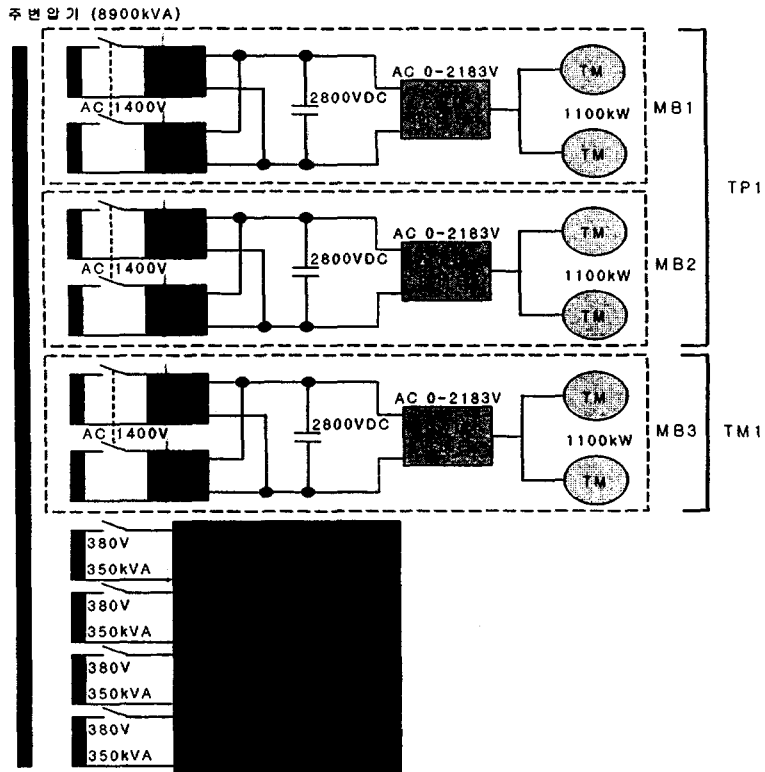 주변압기 (8900kVA)
AC 1400V
2800VDC
AC 0-2183V
TM
1100kW
TM
MB1
TP1
AC 1400V
2800VDC
AC 0-2183V
TM
1100kW
TM
MB2
AC 1400V
2800VDC
AC 0-2183V
TM
1100kW
TM
MB3
TM1
380V
350kVA
380V
350kVA
380V
350kVA
380V
350kVA